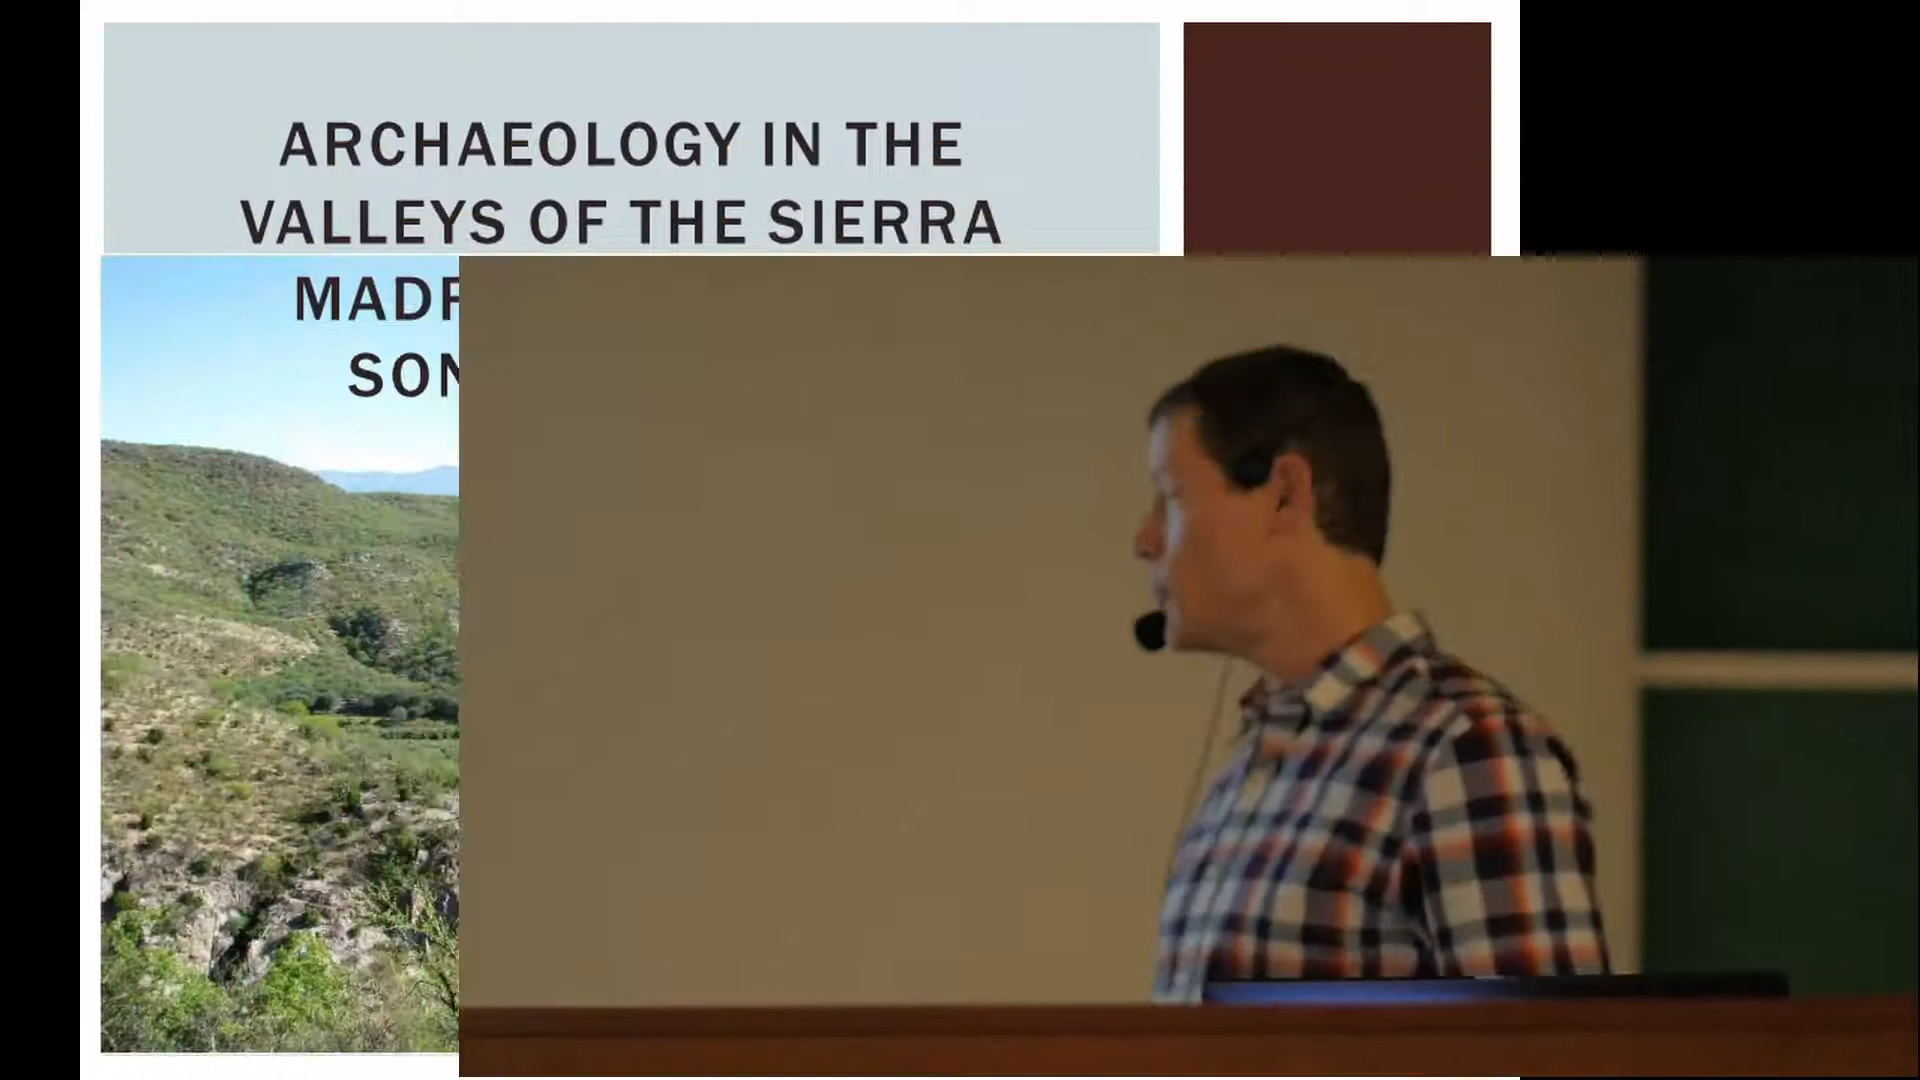 ARCHAEOLOGY IN THE
VALLEYS OF THE SIERRA